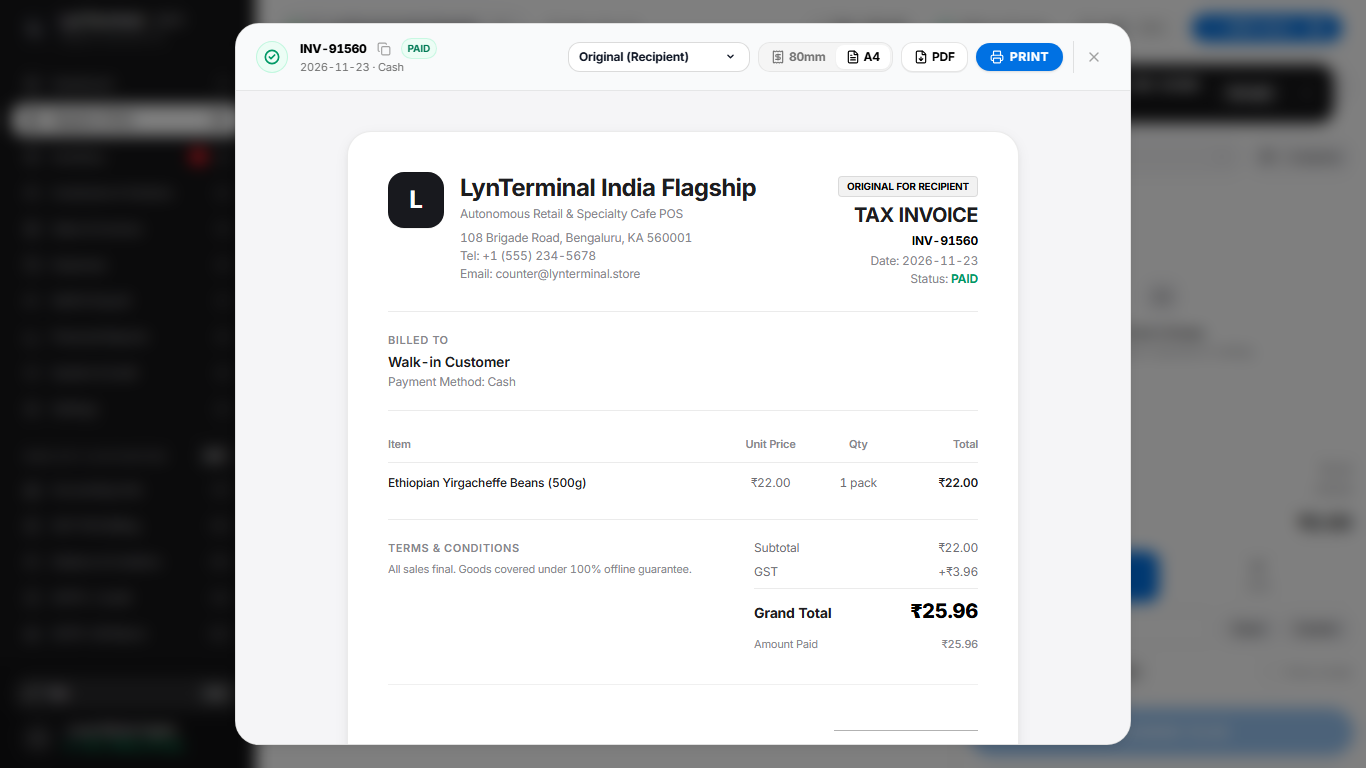 INV-91560
PAID
2026-11-23 · Cash
Original (Recipient)
80mm
A4
PDF
PRINT
L
LynTerminal India Flagship
Autonomous Retail & Specialty Cafe POS
108 Brigade Road, Bengaluru, KA 560001
Tel: +1 (555) 234-5678
Email: counter@lynterminal.store
ORIGINAL FOR RECIPIENT
TAX INVOICE
INV-91560
Date: 2026-11-23
Status: PAID
BILLED TO
Walk-in Customer
Payment Method: Cash
Item Unit Price Qty Total
Ethiopian Yirgacheffe Beans (500g) ₹22.00 1 pack ₹22.00
TERMS & CONDITIONS
All sales final. Goods covered under 100% offline guarantee.
Subtotal ₹22.00
GST +₹3.96
Grand Total ₹25.96
Amount Paid ₹25.96